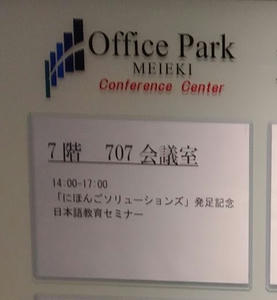 Office Park
MEIEKI
Conference Center
7階　707会議室
14:00-17:00
「にほんごソリューションズ」発足記念
日本語教育セミナー